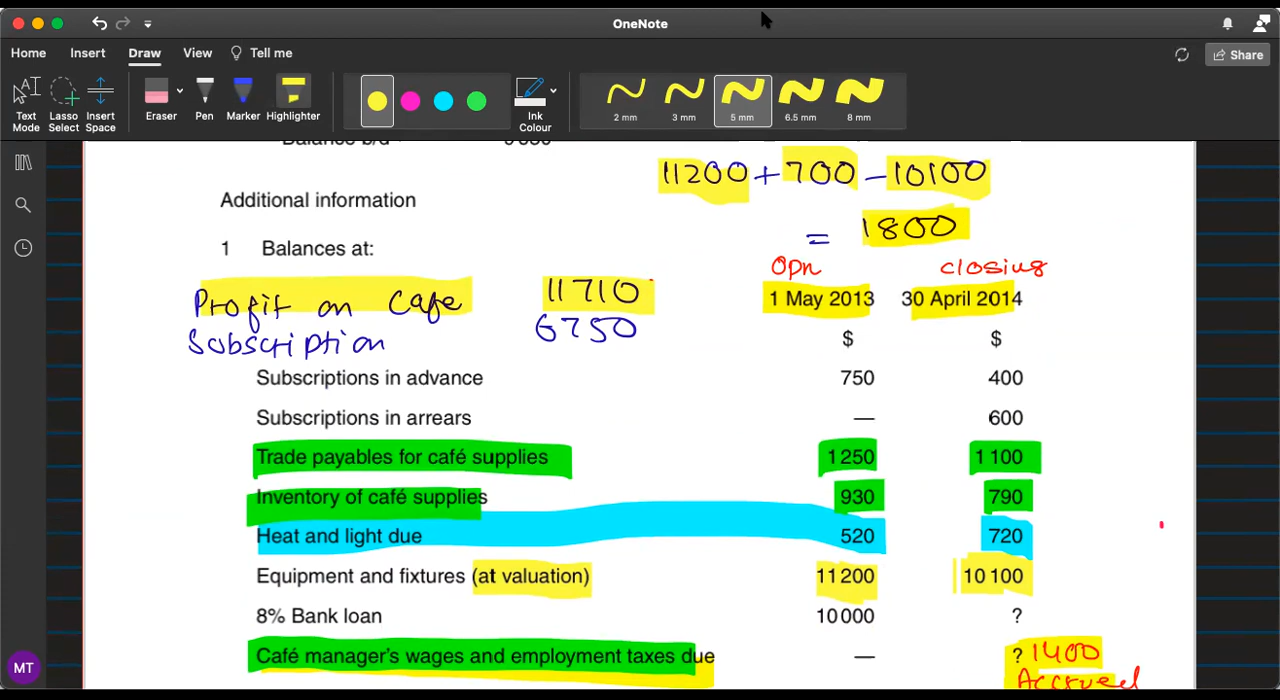 OneNote
Home Insert Draw View Tell me
Share
Text Mode
Lasso Select
Insert Space
Eraser
Pen
Marker
Highlighter
Ink Colour
2 mm
3 mm
5 mm
6.5 mm
8 mm
11200 + 700 - 10100
Additional information
= 1800
1 Balances at:
Opn closing
Profit on Cafe 11710 1 May 2013 30 April 2014
Subscription 6750 $ $
Subscriptions in advance 750 400
Subscriptions in arrears — 600
Trade payables for café supplies 1 250 1 100
Inventory of café supplies 930 790
Heat and light due 520 720
Equipment and fixtures (at valuation) 11 200 10 100
8% Bank loan 10 000 ?
Café manager's wages and employment taxes due — ? 1400
Accrued
MT